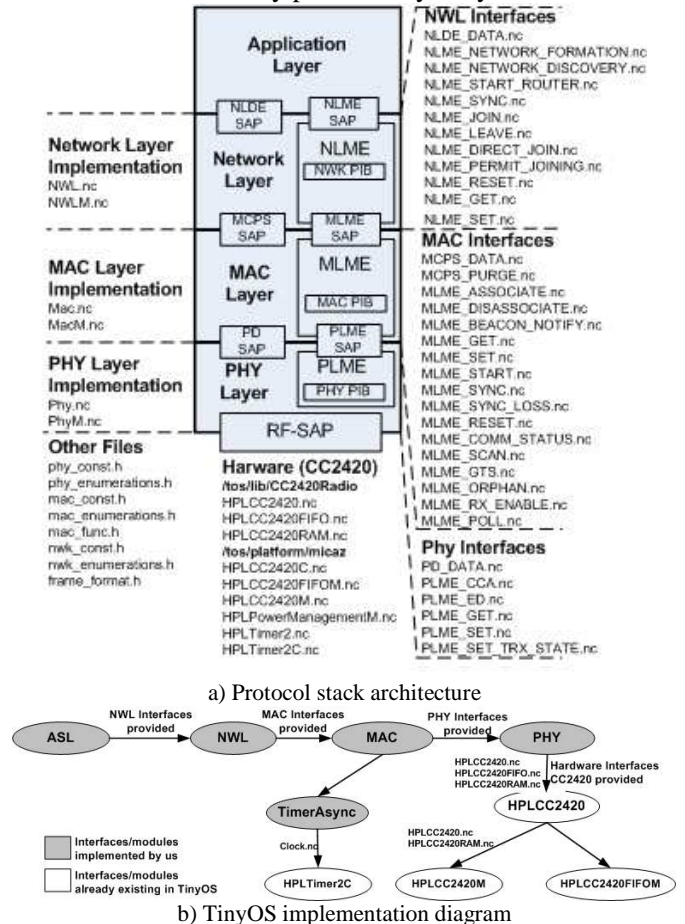 Application
Layer
NLDE
SAP
NLME
SAP
Network
Layer
NLME
NWK PIB
MCPS
SAP
MLME
SAP
MAC
Layer
MLME
MAC PIB
PD
SAP
PLME
SAP
PHY
Layer
PLME
PHY PIB
RF-SAP
Network Layer
Implementation
NWL.nc
NWLM.nc
MAC Layer
Implementation
Mac.nc
MacM.nc
PHY Layer
Implementation
Phy.nc
PhyM.nc
Other Files
phy_const.h
phy_enumerations.h
mac_const.h
mac_enumerations.h
mac_func.h
nwk_const.h
nwk_enumerations.h
frame_format.h
Harware (CC2420)
/tos/lib/CC2420Radio
HPLCC2420.nc
HPLCC2420FIFO.nc
HPLCC2420RAM.nc
/tos/platform/micaz
HPLCC2420C.nc
HPLCC2420FIFOM.nc
HPLCC2420M.nc
HPLPowerManagementM.nc
HPLTimer2.nc
HPLTimer2C.nc
NWL Interfaces
NLDE_DATA.nc
NLME_NETWORK_FORMATION.nc
NLME_NETWORK_DISCOVERY.nc
NLME_START_ROUTER.nc
NLME_SYNC.nc
NLME_JOIN.nc
NLME_LEAVE.nc
NLME_DIRECT_JOIN.nc
NLME_PERMIT_JOINING.nc
NLME_RESET.nc
NLME_GET.nc
NLME_SET.nc
MAC Interfaces
MCPS_DATA.nc
MCPS_PURGE.nc
MLME_ASSOCIATE.nc
MLME_DISASSOCIATE.nc
MLME_BEACON_NOTIFY.nc
MLME_GET.nc
MLME_SET.nc
MLME_START.nc
MLME_SYNC.nc
MLME_SYNC_LOSS.nc
MLME_RESET.nc
MLME_COMM_STATUS.nc
MLME_SCAN.nc
MLME_GTS.nc
MLME_ORPHAN.nc
MLME_RX_ENABLE.nc
MLME_POLL.nc
Phy Interfaces
PD_DATA.nc
PLME_CCA.nc
PLME_ED.nc
PLME_GET.nc
PLME_SET.nc
PLME_SET_TRX_STATE.nc
a) Protocol stack architecture
ASL
NWL Interfaces
provided
NWL
MAC Interfaces
provided
MAC
PHY Interfaces
provided
PHY
HPLCC2420.nc
HPLCC2420FIFO.nc
HPLCC2420RAM.nc
Hardware Interfaces
CC2420 provided
TimerAsync
HPLCC2420
Clock.nc
HPLCC2420.nc
HPLCC2420RAM.nc
Interfaces/modules
implemented by us
Interfaces/modules
already existing in TinyOS
HPLTimer2C
HPLCC2420M
HPLCC2420FIFOM
b) TinyOS implementation diagram